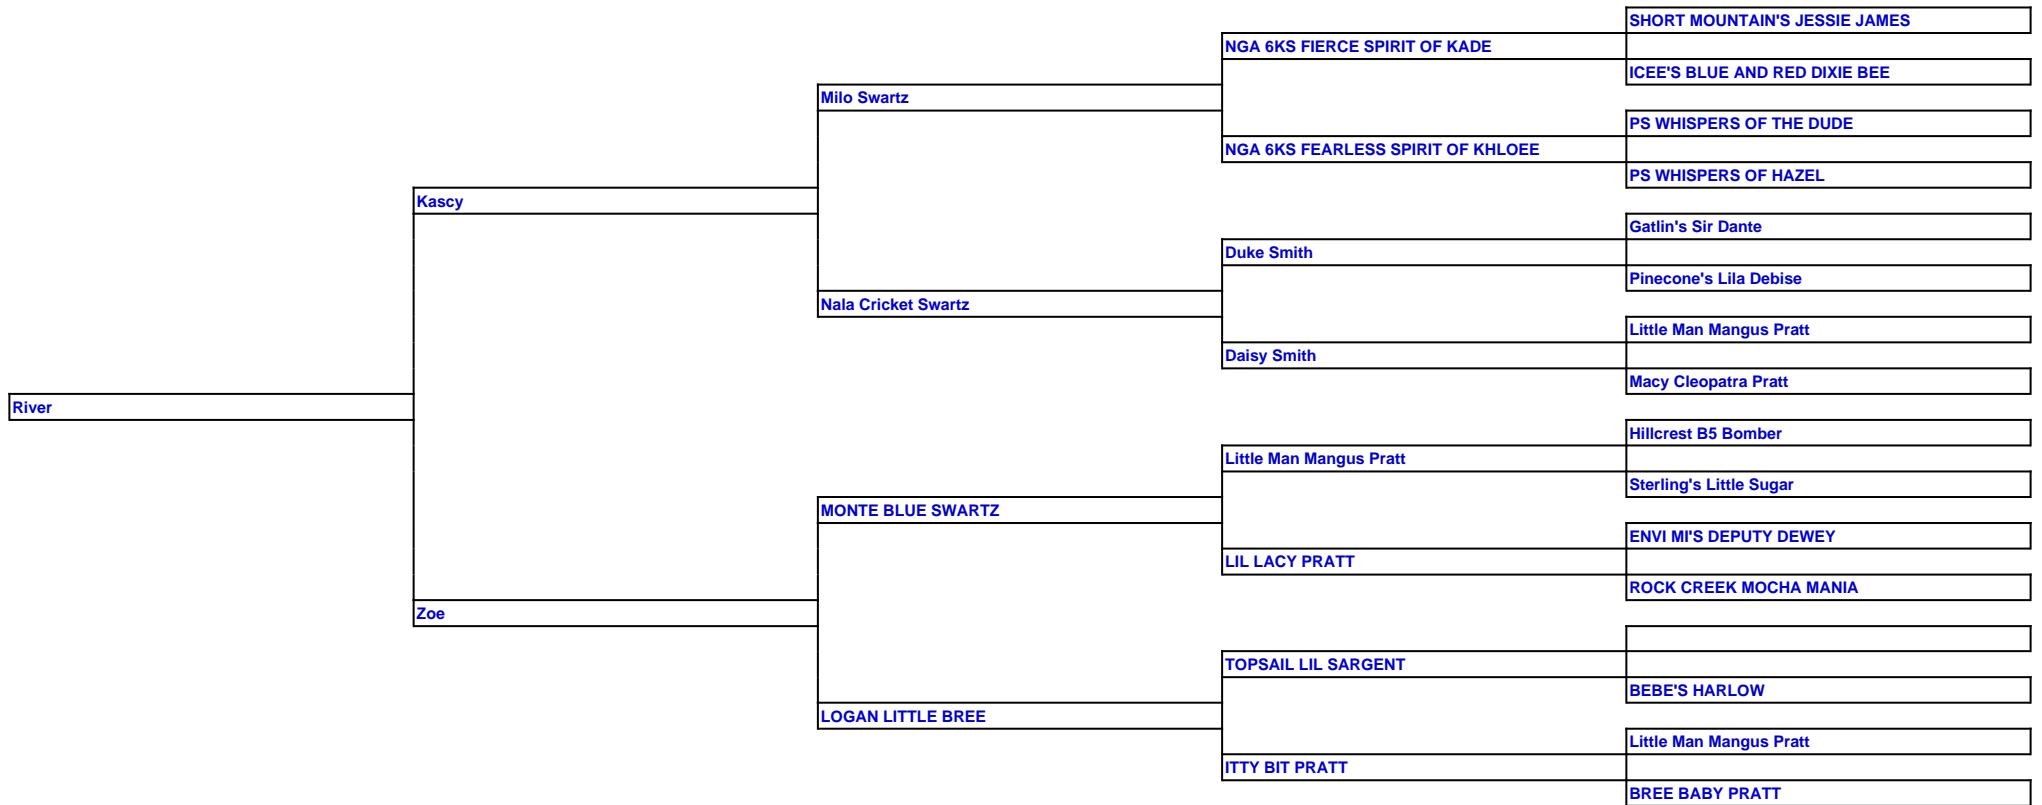 SHORT MOUNTAIN'S JESSIE JAMES
NGA 6KS FIERCE SPIRIT OF KADE
ICEE'S BLUE AND RED DIXIE BEE
Milo Swartz
PS WHISPERS OF THE DUDE
NGA 6KS FEARLESS SPIRIT OF KHLOEE
PS WHISPERS OF HAZEL
Kascy
Gatlin's Sir Dante
Duke Smith
Pinecone's Lila Debise
Nala Cricket Swartz
Little Man Mangus Pratt
Daisy Smith
Macy Cleopatra Pratt
River
Hillcrest B5 Bomber
Little Man Mangus Pratt
Sterling's Little Sugar
MONTE BLUE SWARTZ
ENVI MI'S DEPUTY DEWEY
LIL LACY PRATT
ROCK CREEK MOCHA MANIA
Zoe
TOPSAIL LIL SARGENT
BEBE'S HARLOW
LOGAN LITTLE BREE
Little Man Mangus Pratt
ITTY BIT PRATT
BREE BABY PRATT